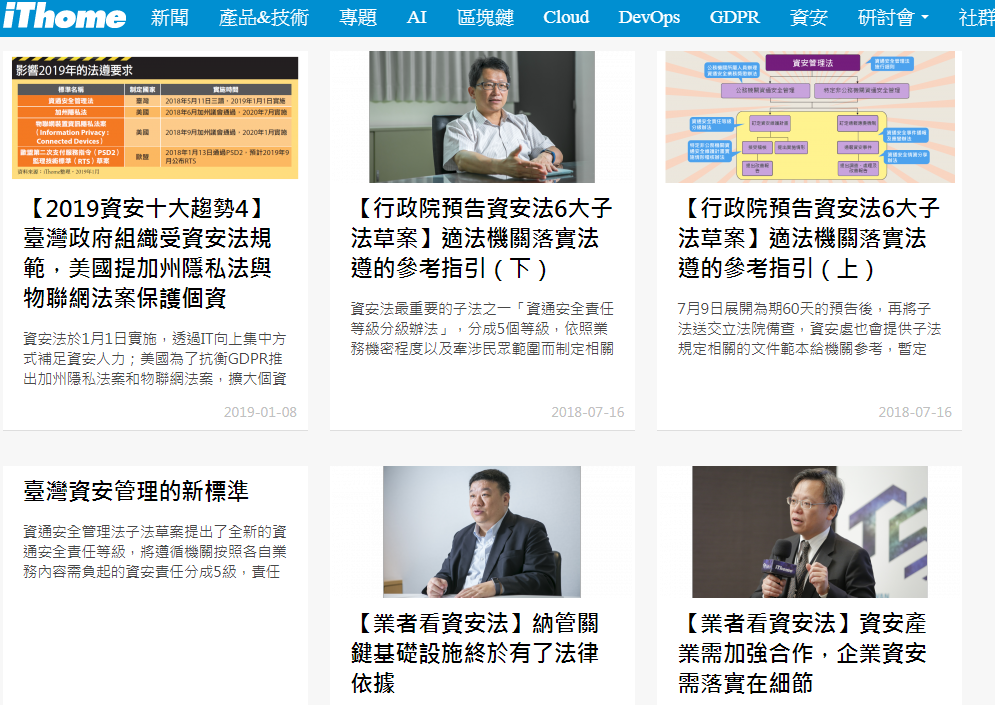 iThome 新聞 產品&技術 專題 AI 區塊鏈 Cloud DevOps GDPR 資安 研討會 社群
影響2019年的法遵要求
標準名稱 制定國家 實施時間
資通安全管理法 臺灣 2018年5月11日三讀、2019年1月1日實施
加州隱私法 美國 2018年6月加州議會通過、2020年7月實施
物聯網裝置資訊隱私法案
(Information Privacy:
Connected Devices)
美國 2018年9月加州議會通過、2020年1月實施
歐盟第二次支付服務指令(PSD2)
監理技術標準(RTS)草案
歐盟 2018年1月13日通過PSD2、預計2019年9
月公布RTS
資料來源:iThome整理,2019年1月
【2019資安十大趨勢4】
臺灣政府組織受資安法規
範,美國提加州隱私法與
物聯網法案保護個資
資安法於1月1日實施,透過IT向上集中方
式補足資安人力;美國為了抗衡GDPR推
出加州隱私法案和物聯網法案,擴大個資
2019-01-08
【行政院預告資安法6大子
法草案】適法機關落實法
遵的參考指引(下)
資安法最重要的子法之一「資通安全責任
等級分級辦法」,分成5個等級,依照業
務機密程度以及牽涉民眾範圍而制定相關
2018-07-16
資安管理法
公務機關資通安全管理
特定非公務機關資通安全管理
【行政院預告資安法6大子
法草案】適法機關落實法
遵的參考指引(上)
7月9日展開為期60天的預告後,再將子
法送交立法院備查,資安處也會提供子法
規定相關的文件範本給機關參考,暫定
2018-07-16
臺灣資安管理的新標準
資通安全管理法子法草案提出了全新的資
通安全責任等級,將遵循機關按照各自業
務內容需負起的資安責任分成5級,責任
【業者看資安法】納管關
鍵基礎設施終於有了法律
依據
iThome
【業者看資安法】資安產
業需加強合作,企業資安
需落實在細節